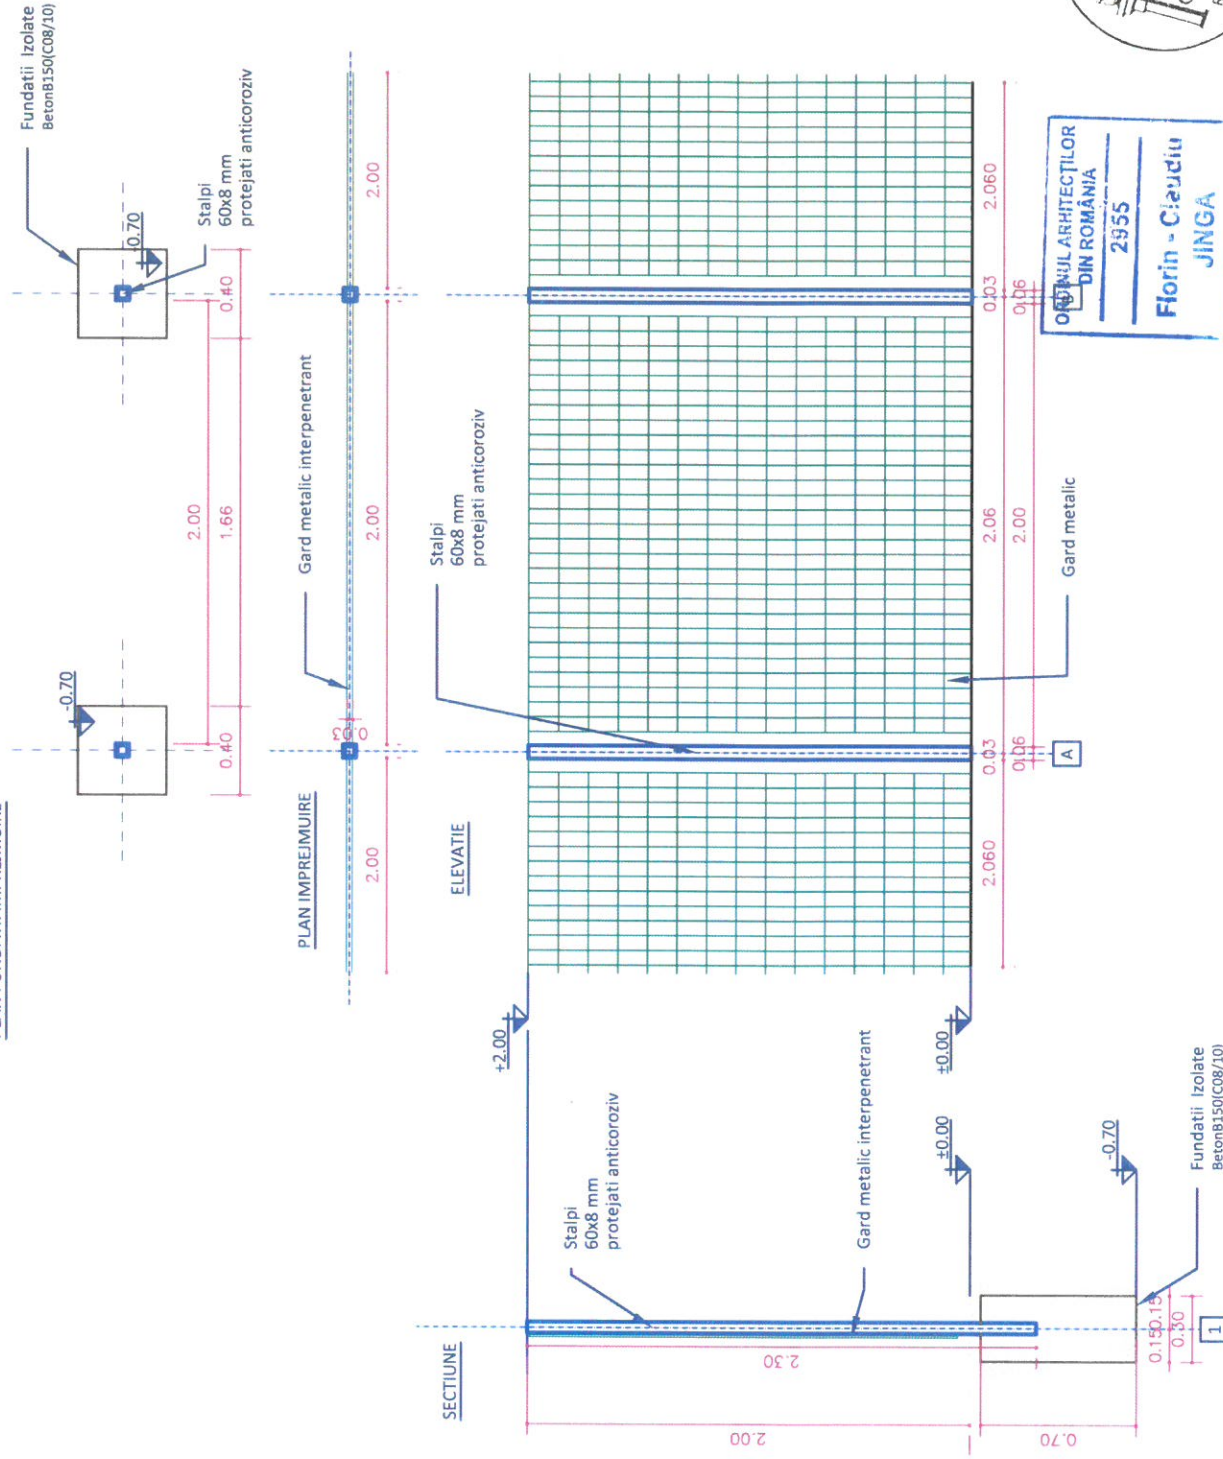 Fundatii Izolate
BetonB150(C08/10)
Stalpi
60x8 mm
protejati anticoroziv
-0.70
-0.70
0.40
2.00
1.66
0.40
PLAN IMPREJMUIRE
Gard metalic interpenetrant
0.03
2.00
2.00
2.00
ELEVATIE
Stalpi
60x8 mm
protejati anticoroziv
+2.00
±0.00
2.060
0.03
2.06
0.03
2.060
0.06
2.00
0.06
A
Gard metalic
SECTIUNE
Stalpi
60x8 mm
protejati anticoroziv
Gard metalic interpenetrant
2.30
2.00
0.70
±0.00
-0.70
0.15
0.15
0.30
1
Fundatii Izolate
BetonB150(C08/10)
ORDINUL ARHITECȚILOR
DIN ROMÂNIA
2955
Florin - Claudiu
JINGA